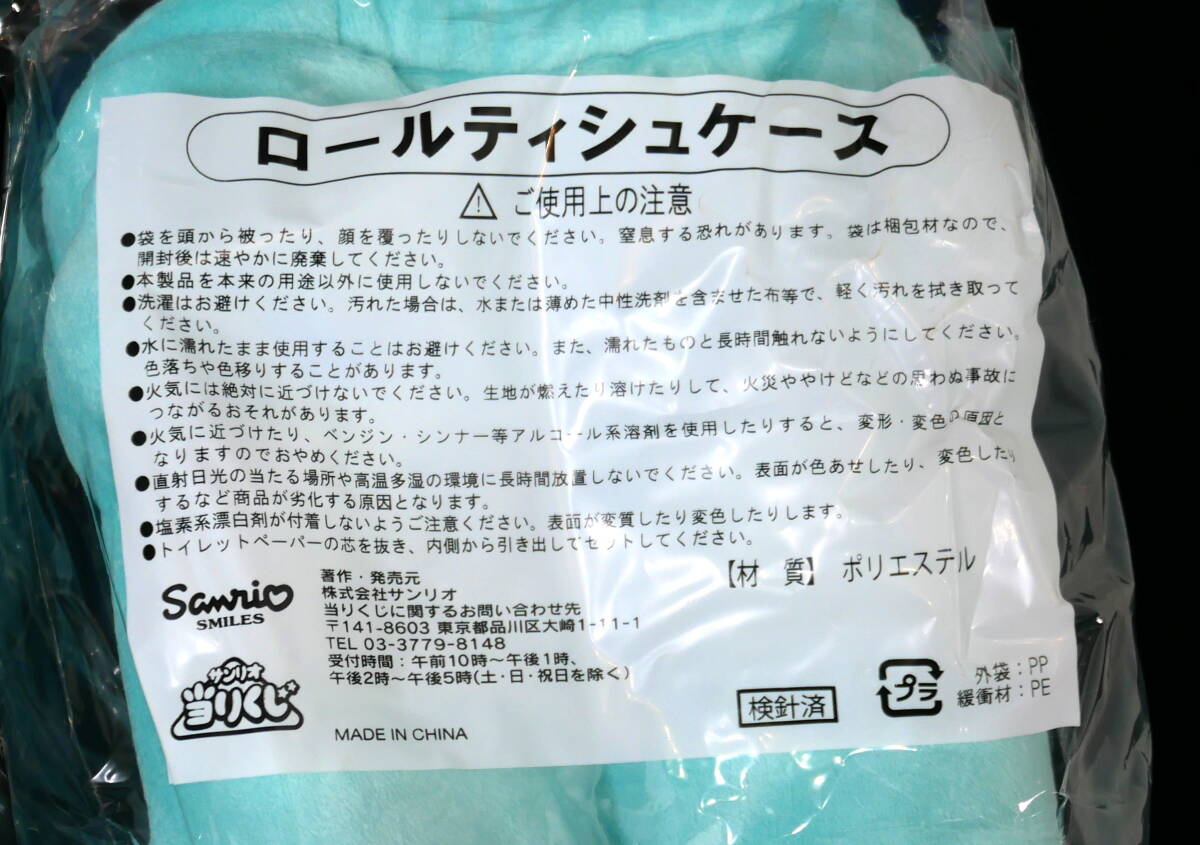 ロールティシュケース
⚠ ご使用上の注意
●袋を頭から被ったり、顔を覆ったりしないでください。窒息する恐れがあります。袋は梱包材なので、
開封後は速やかに廃棄してください。
●本製品を本来の用途以外に使用しないでください。
●洗濯はお避けください。汚れた場合は、水または薄めた中性洗剤を含ませた布等で、軽く汚れを拭き取って
ください。
●水に濡れたまま使用することはお避けください。また、濡れたものと長時間触れないようにしてください。
色落ちや色移りすることがあります。
●火気には絶対に近づけないでください。生地が燃えたり溶けたりして、火災ややけどなどの思わぬ事故に
つながるおそれがあります。
●火気に近づけたり、ベンジン・シンナー等アルコール系溶剤を使用したりすると、変形・変色の原因と
なりますのでおやめください。
●直射日光の当たる場所や高温多湿の環境に長時間放置しないでください。表面が色あせしたり、変色したり
するなど商品が劣化する原因となります。
●塩素系漂白剤が付着しないようご注意ください。表面が変質したり変色したりします。
●トイレットペーパーの芯を抜き、内側から引き出してセットしてください。
【材 質】 ポリエステル
Sanrio
SMILES
サンリオ
当りくじ
著作・発売元
株式会社サンリオ
当りくじに関するお問い合わせ先
〒141-8603 東京都品川区大崎1-11-1
TEL 03-3779-8148
受付時間：午前10時～午後1時、
午後2時～午後5時(土・日・祝日を除く)
MADE IN CHINA
検針済
プラ
外袋：PP
緩衝材：PE